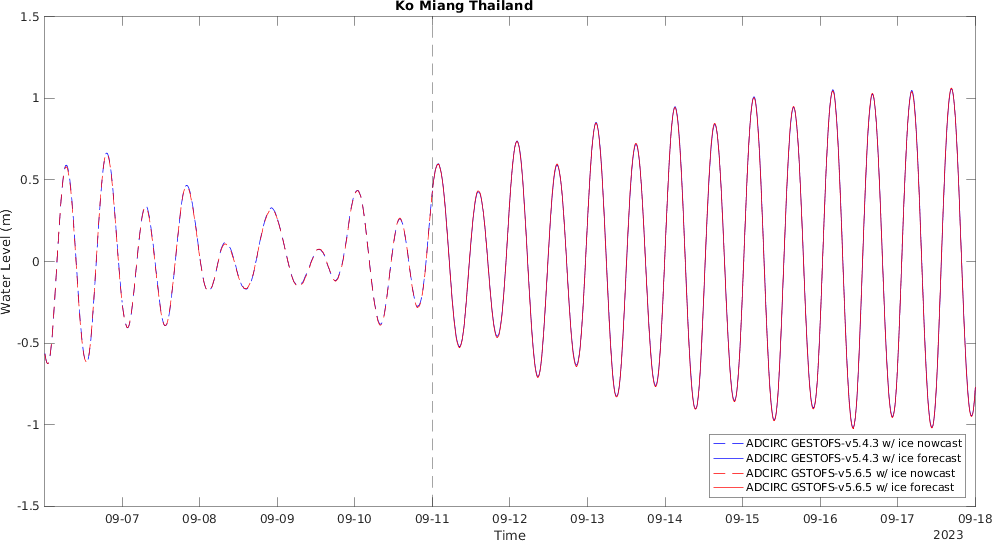 Ko Miang Thailand
1.5
1
0.5
0
-0.5
-1
-1.5
Water Level (m)
09-07 09-08 09-09 09-10 09-11 09-12 09-13 09-14 09-15 09-16 09-17 09-18
Time
2023
ADCIRC GESTOFS-v5.4.3 w/ ice nowcast
ADCIRC GESTOFS-v5.4.3 w/ ice forecast
ADCIRC GSTOFS-v5.6.5 w/ ice nowcast
ADCIRC GSTOFS-v5.6.5 w/ ice forecast